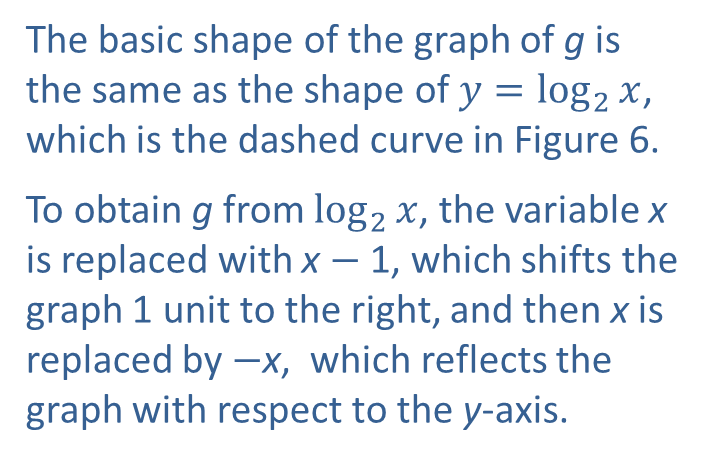 The basic shape of the graph of g is
the same as the shape of y = log₂ x,
which is the dashed curve in Figure 6.
To obtain g from log₂ x, the variable x
is replaced with x − 1, which shifts the
graph 1 unit to the right, and then x is
replaced by −x, which reflects the
graph with respect to the y-axis.